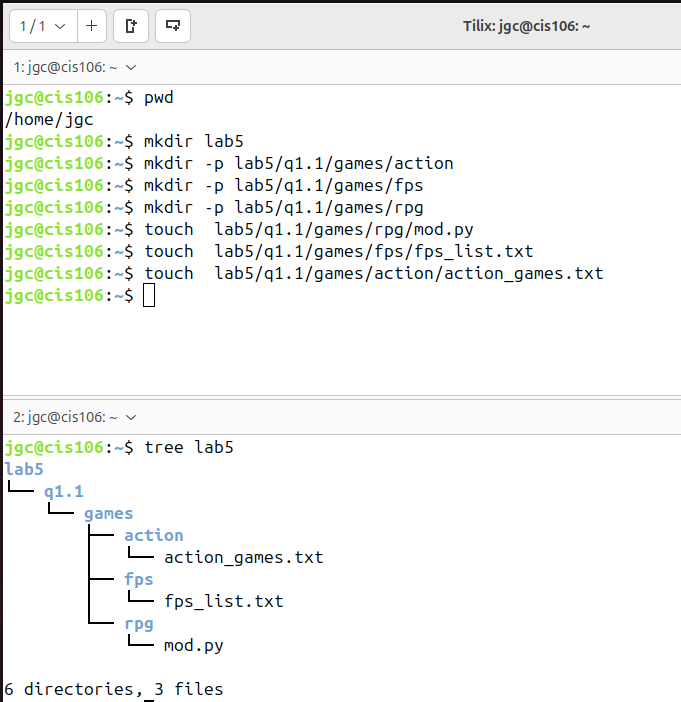 1 / 1
Tilix: jgc@cis106: ~
1: jgc@cis106: ~
jgc@cis106:~$ pwd
/home/jgc
jgc@cis106:~$ mkdir lab5
jgc@cis106:~$ mkdir -p lab5/q1.1/games/action
jgc@cis106:~$ mkdir -p lab5/q1.1/games/fps
jgc@cis106:~$ mkdir -p lab5/q1.1/games/rpg
jgc@cis106:~$ touch  lab5/q1.1/games/rpg/mod.py
jgc@cis106:~$ touch  lab5/q1.1/games/fps/fps_list.txt
jgc@cis106:~$ touch  lab5/q1.1/games/action/action_games.txt
jgc@cis106:~$
2: jgc@cis106: ~
jgc@cis106:~$ tree lab5
lab5
└── q1.1
    └── games
        ├── action
        │   └── action_games.txt
        ├── fps
        │   └── fps_list.txt
        └── rpg
            └── mod.py
6 directories, 3 files